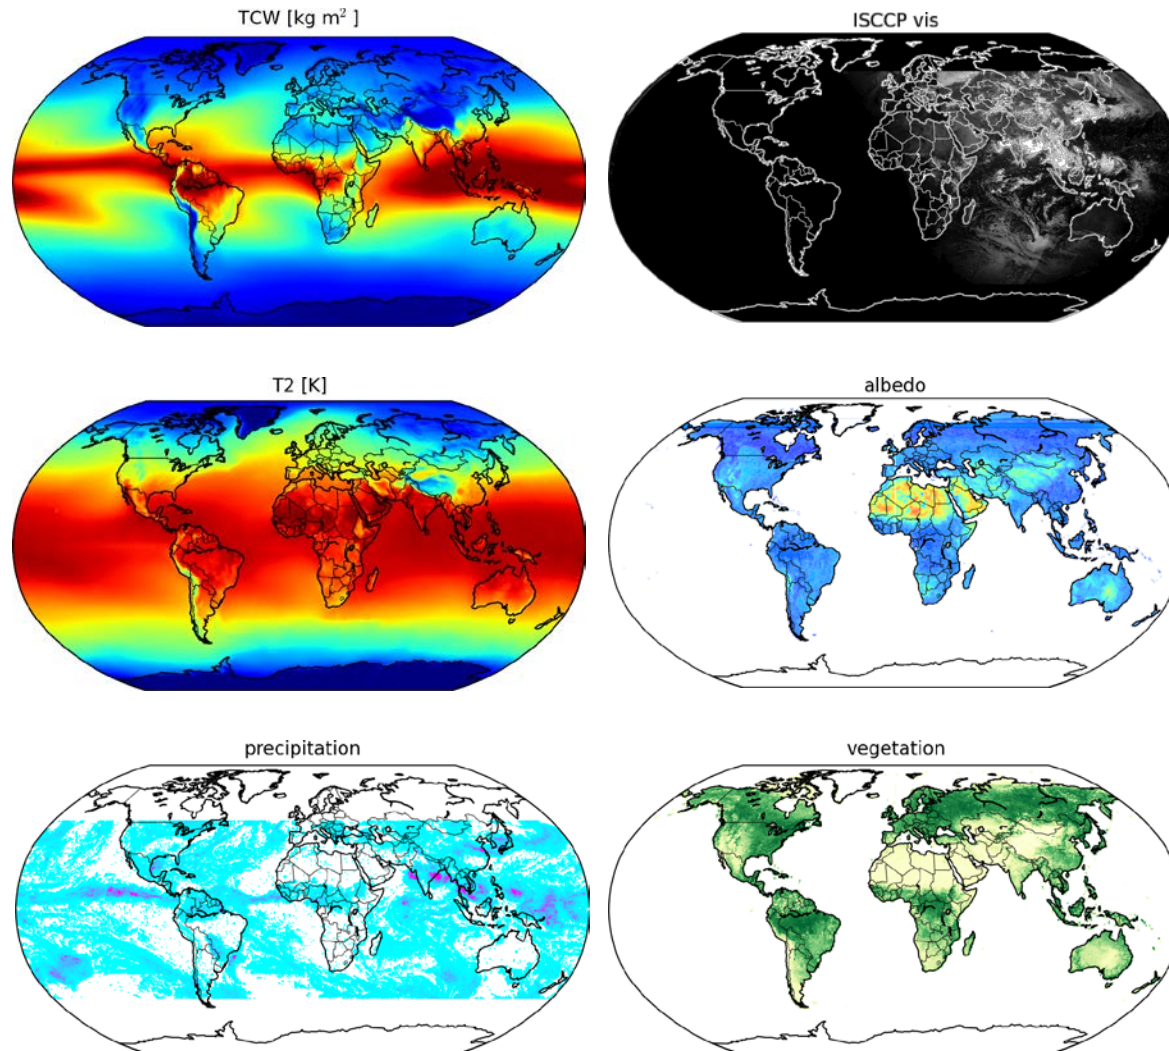 TCW [kg m² ]
ISCCP vis
T2 [K]
albedo
precipitation
vegetation